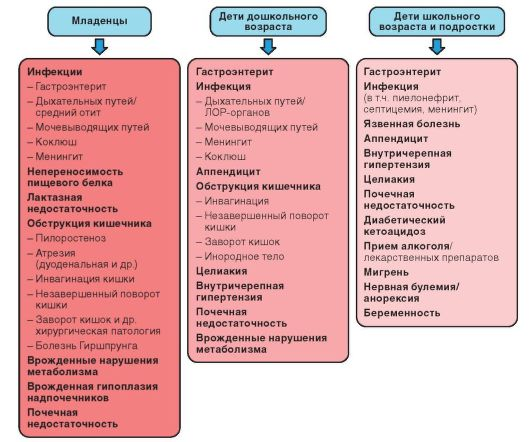 Младенцы
Инфекции
– Гастроэнтерит
– Дыхательных путей/
средний отит
– Мочевыводящих путей
– Коклюш
– Менингит
Непереносимость
пищевого белка
Лактазная
недостаточность
Обструкция кишечника
– Пилоростеноз
– Атрезия
(дуоденальная и др.)
– Инвагинация кишки
– Незавершенный поворот
кишки
– Заворот кишок и др.
хирургическая патология
– Болезнь Гиршпрунга
Врожденные нарушения
метаболизма
Врожденная гипоплазия
надпочечников
Почечная
недостаточность
Дети дошкольного
возраста
Гастроэнтерит
Инфекция
– Дыхательных путей/
ЛОР-органов
– Мочевыводящих путей
– Менингит
– Коклюш
Аппендицит
Обструкция кишечника
– Инвагинация
– Незавершенный поворот
кишки
– Заворот кишок
– Инородное тело
Целиакия
Внутричерепная
гипертензия
Почечная
недостаточность
Врожденные нарушения
метаболизма
Дети школьного
возраста и подростки
Гастроэнтерит
Инфекция
(в т.ч. пиелонефрит,
септицемия, менингит)
Язвенная болезнь
Аппендицит
Внутричерепная
гипертензия
Целиакия
Почечная
недостаточность
Диабетический
кетоацидоз
Прием алкоголя/
лекарственных препаратов
Мигрень
Нервная булемия/
анорексия
Беременность